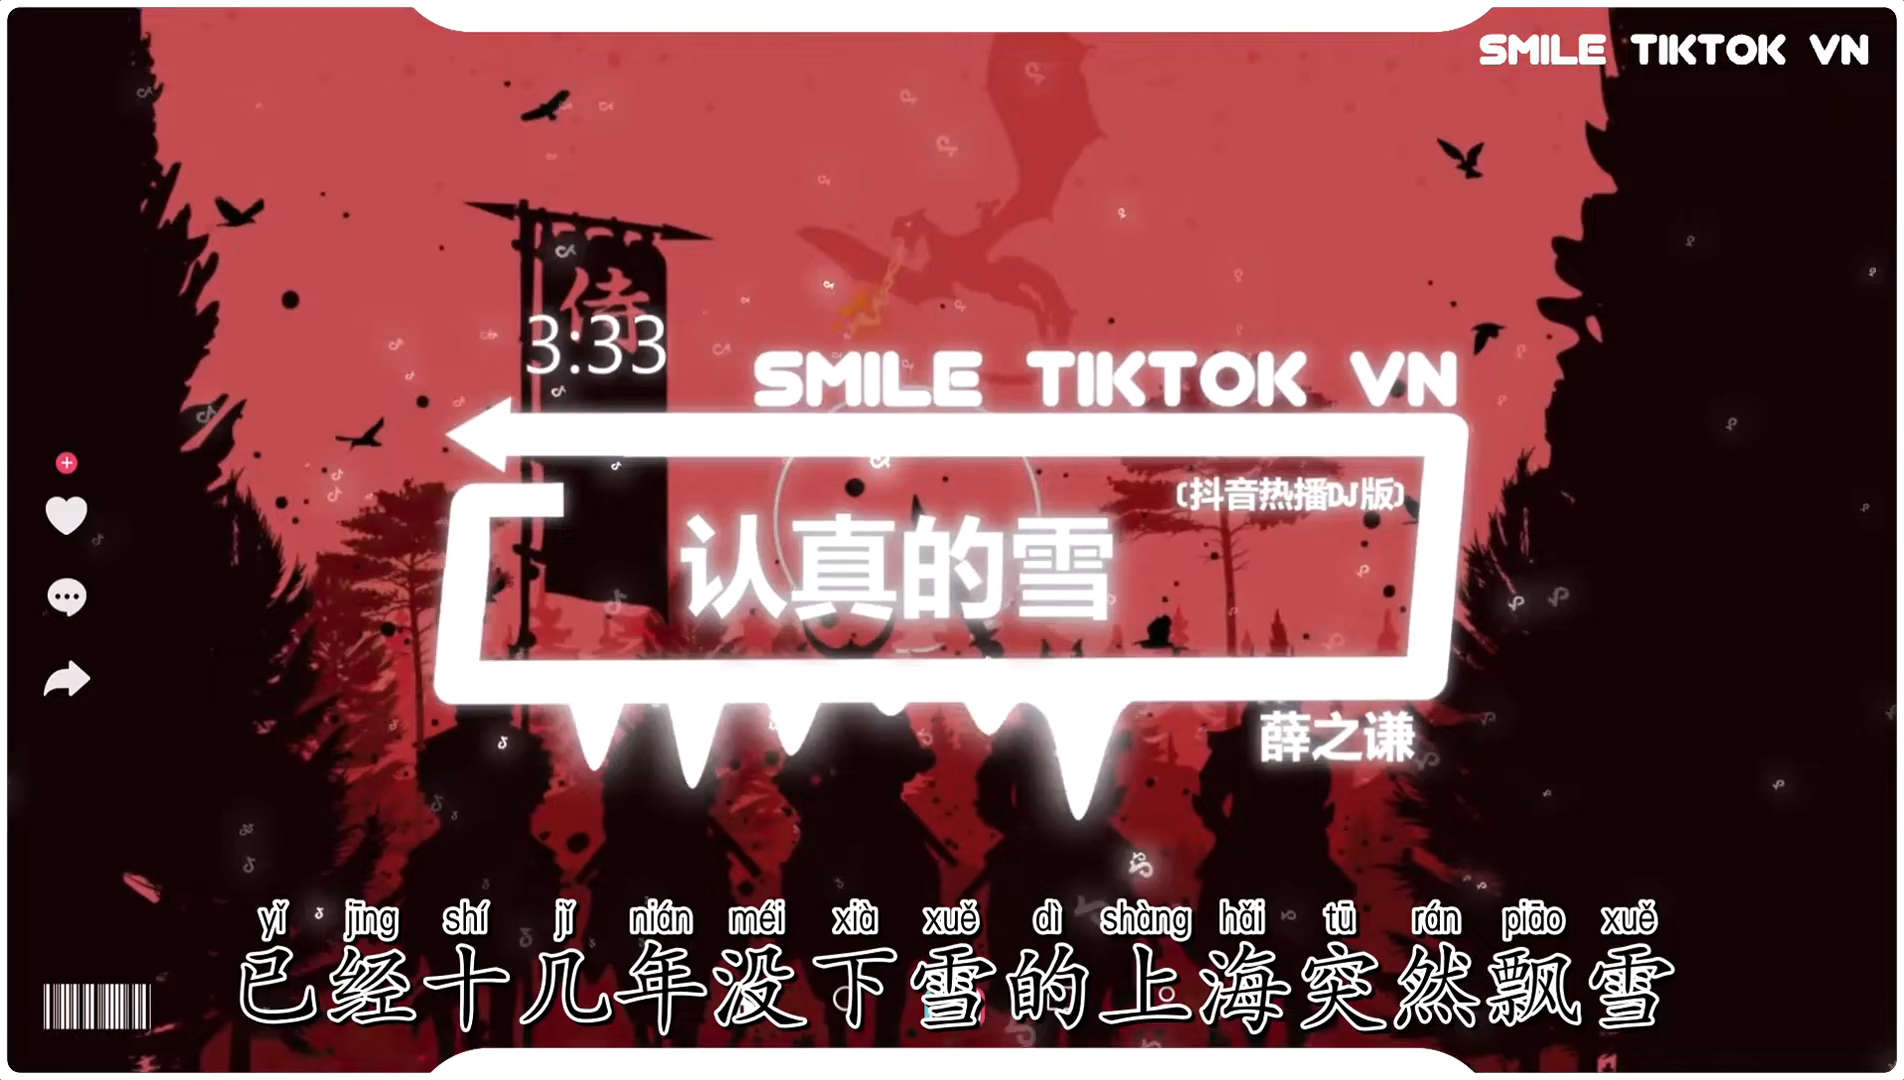 SMILE TIKTOK VN
侍
3:33
SMILE TIKTOK VN
(抖音热播DJ版)
认真的雪
薛之谦
yǐ jīng shí jǐ nián méi xià xuě dì shàng hǎi tū rán piāo xuě
已经十几年没下雪的上海突然飘雪